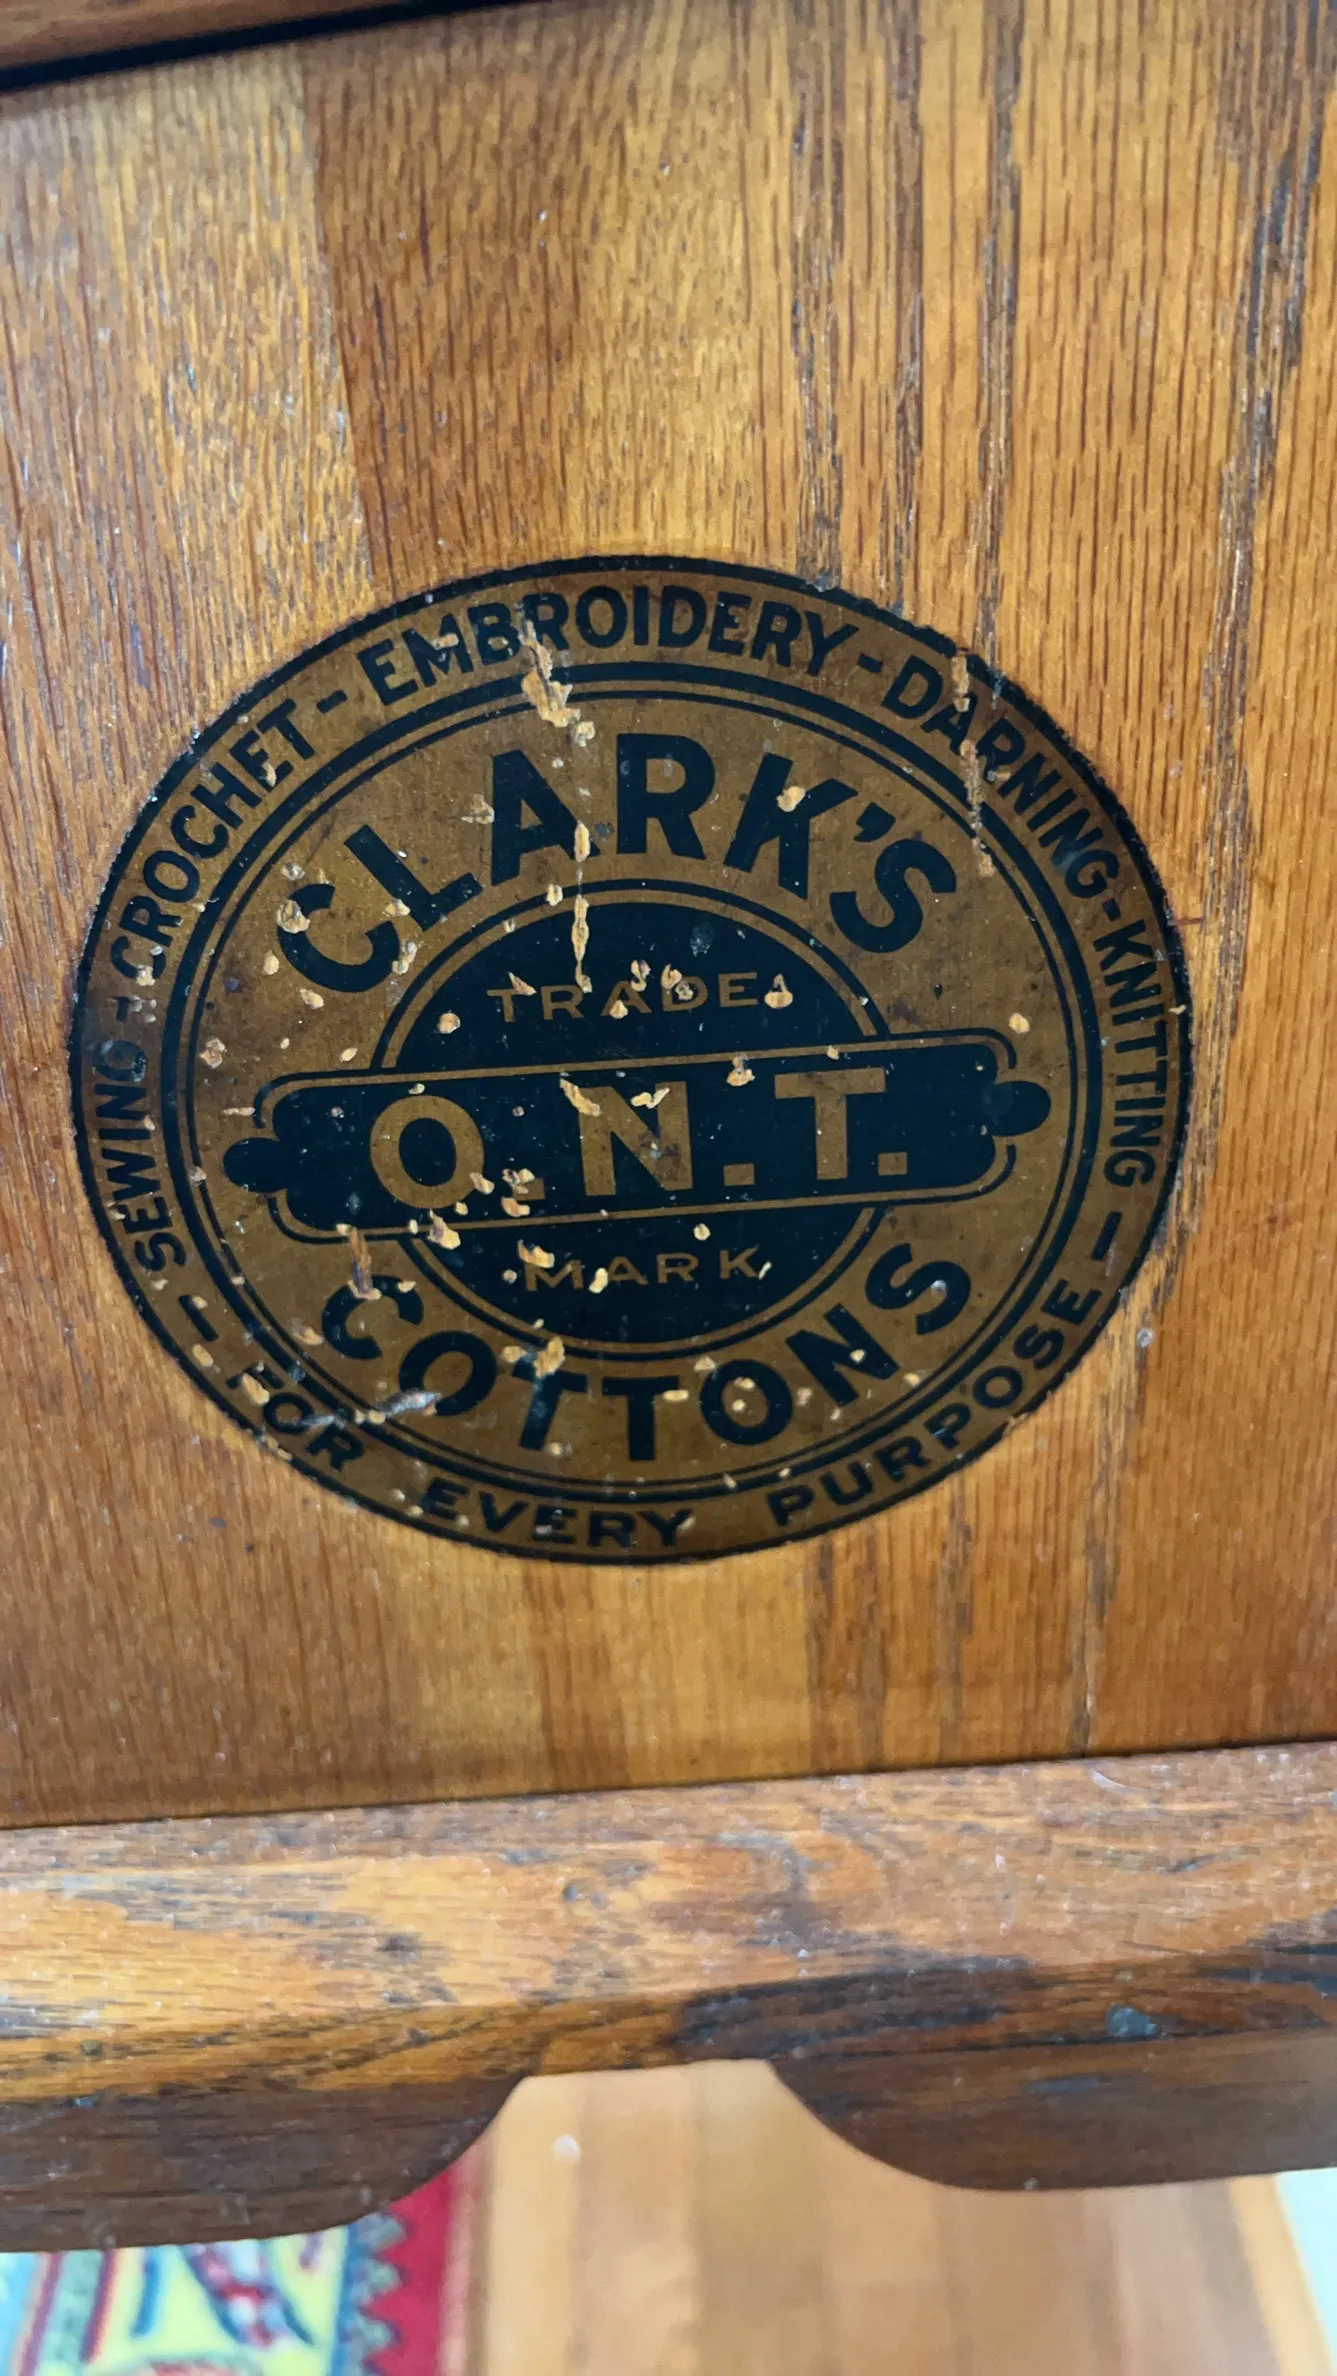 SEWING - CROCHET - EMBROIDERY - DARNING - KNITTING -
CLARK'S
TRADE
O.N.T.
MARK
COTTONS
- FOR EVERY PURPOSE -